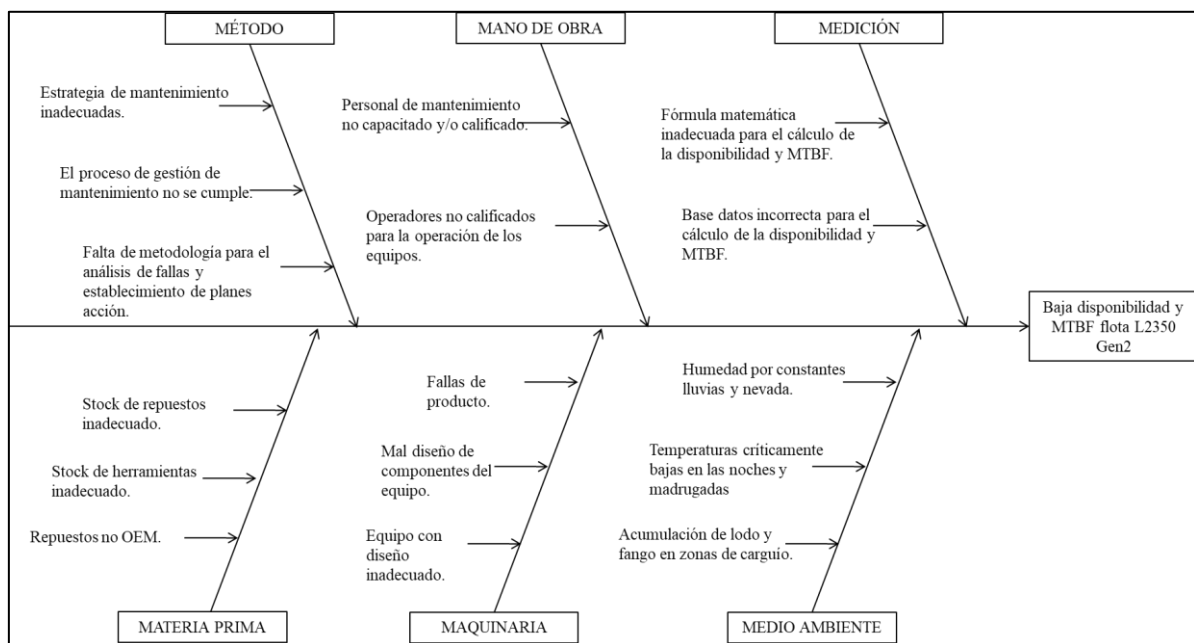 MÉTODO
MANO DE OBRA
MEDICIÓN
Estrategia de mantenimiento
inadecuadas.
El proceso de gestión de
mantenimiento no se cumple.
Falta de metodología para el
análisis de fallas y
establecimiento de planes
acción.
Personal de mantenimiento
no capacitado y/o calificado.
Operadores no calificados
para la operación de los
equipos.
Fórmula matemática
inadecuada para el cálculo de
la disponibilidad y MTBF.
Base datos incorrecta para el
cálculo de la disponibilidad y
MTBF.
Baja disponibilidad y
MTBF flota L2350
Gen2
Stock de repuestos
inadecuado.
Stock de herramientas
inadecuado.
Repuestos no OEM.
Fallas de
producto.
Mal diseño de
componentes del
equipo.
Equipo con
diseño
inadecuado.
Humedad por constantes
lluvias y nevada.
Temperaturas críticamente
bajas en las noches y
madrugadas
Acumulación de lodo y
fango en zonas de carguío.
MATERIA PRIMA
MAQUINARIA
MEDIO AMBIENTE